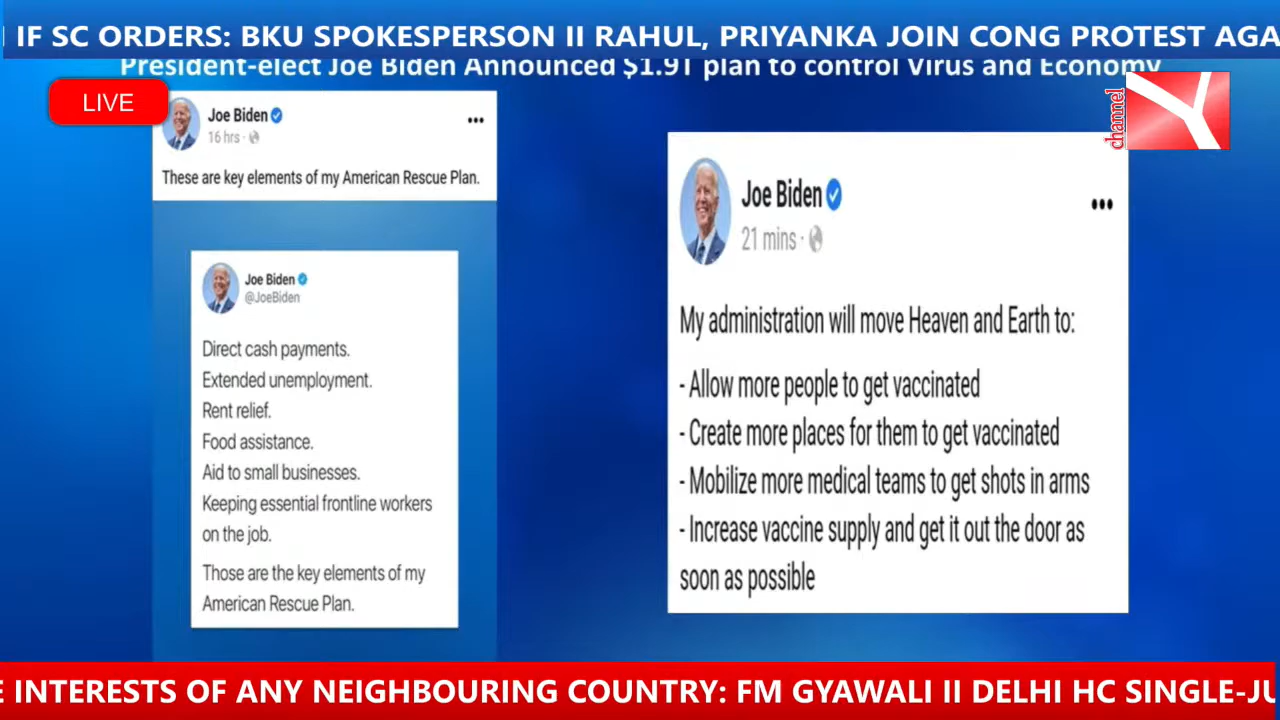 IF SC ORDERS: BKU SPOKESPERSON II RAHUL, PRIYANKA JOIN CONG PROTEST AGA
President-elect Joe Biden Announced $1.9T plan to control Virus and Economy
LIVE
channel
Y
Joe Biden
16 hrs ·
These are key elements of my American Rescue Plan.
Joe Biden
@JoeBiden
Direct cash payments.
Extended unemployment.
Rent relief.
Food assistance.
Aid to small businesses.
Keeping essential frontline workers
on the job.
Those are the key elements of my
American Rescue Plan.
Joe Biden
21 mins ·
My administration will move Heaven and Earth to:
- Allow more people to get vaccinated
- Create more places for them to get vaccinated
- Mobilize more medical teams to get shots in arms
- Increase vaccine supply and get it out the door as
soon as possible
E INTERESTS OF ANY NEIGHBOURING COUNTRY: FM GYAWALI II DELHI HC SINGLE-JU